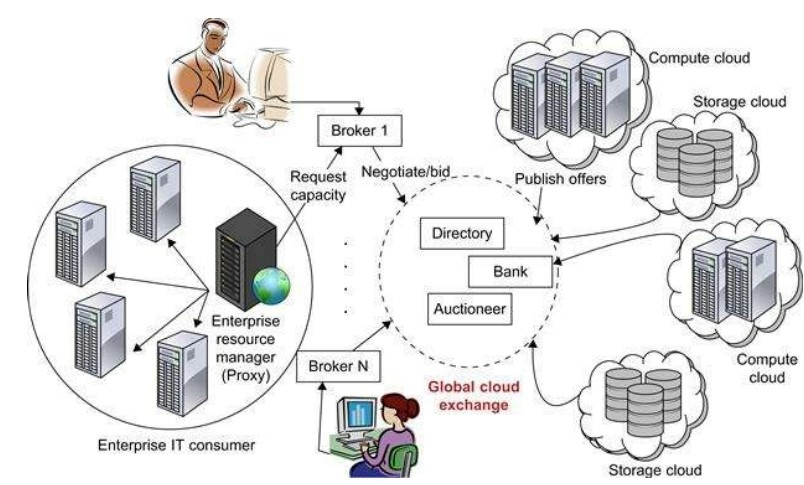 Compute cloud
Storage cloud
Broker 1
Request
capacity
Negotiate/bid
Publish offers
Directory
Bank
Auctioneer
Enterprise
resource
manager
(Proxy)
Broker N
Global cloud
exchange
Compute
cloud
Enterprise IT consumer
Storage cloud